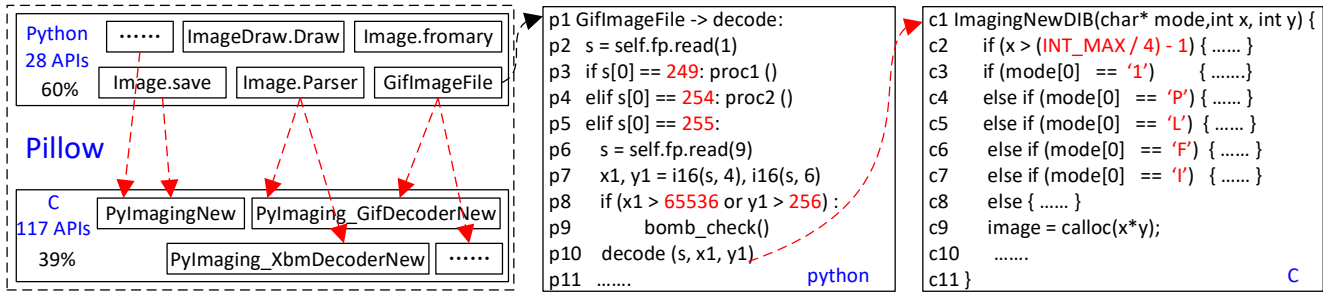 Python
28 APIs
60%
...... ImageDraw.Draw Image.fromary
Image.save Image.Parser GifImageFile
Pillow
C
117 APIs
39%
PyImagingNew PyImaging_GifDecoderNew
PyImaging_XbmDecoderNew ......
p1 GifImageFile -> decode:
p2 s = self.fp.read(1)
p3 if s[0] == 249: proc1 ()
p4 elif s[0] == 254: proc2 ()
p5 elif s[0] == 255:
p6 s = self.fp.read(9)
p7 x1, y1 = i16(s, 4), i16(s, 6)
p8 if (x1 > 65536 or y1 > 256) :
p9 bomb_check()
p10 decode (s, x1, y1)
p11 .......
python
c1 ImagingNewDIB(char* mode,int x, int y) {
c2 if (x > (INT_MAX / 4) - 1) { ...... }
c3 if (mode[0] == '1') { .......}
c4 else if (mode[0] == 'P') { ...... }
c5 else if (mode[0] == 'L') { ...... }
c6 else if (mode[0] == 'F') { ...... }
c7 else if (mode[0] == 'I') { ...... }
c8 else { ...... }
c9 image = calloc(x*y);
c10 .......
c11 }
C